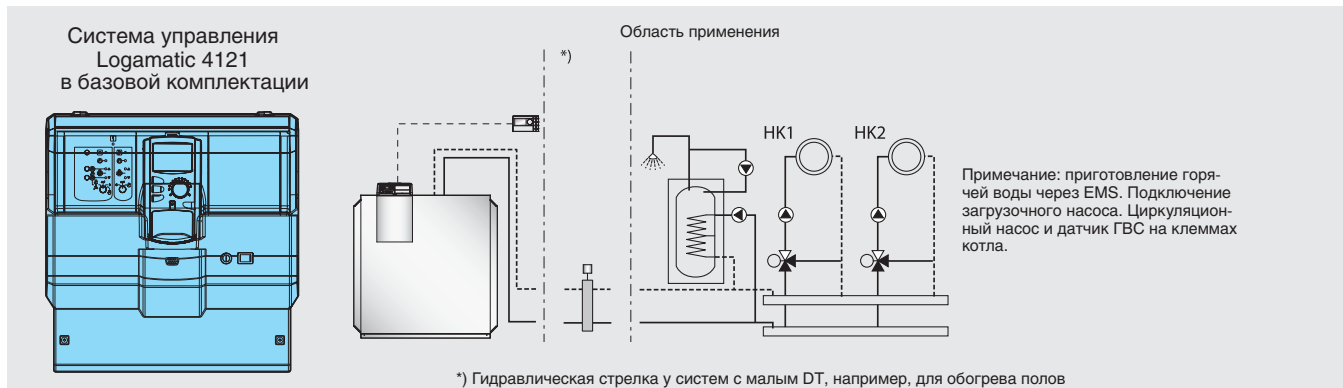 Система управления
Logamatic 4121
в базовой комплектации
Область применения
*)
HK1
HK2
Примечание: приготовление горя-
чей воды через EMS. Подключение
загрузочного насоса. Циркуляцион-
ный насос и датчик ГВС на клеммах
котла.
*) Гидравлическая стрелка у систем с малым DT, например, для обогрева полов